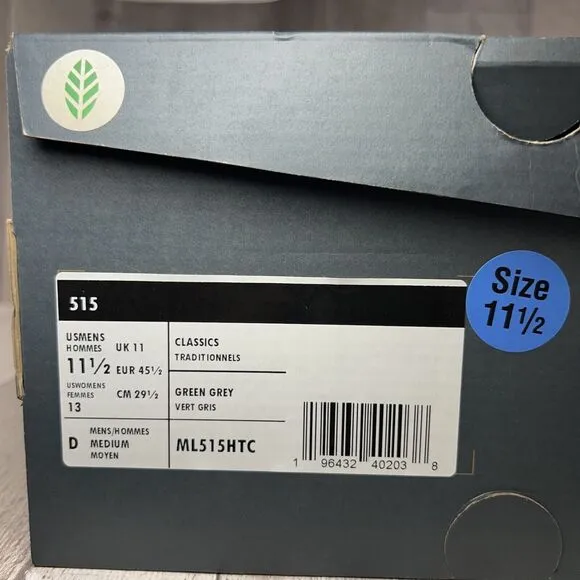 515
USMENS
HOMMES
UK 11
11½
EUR 45½
USWOMENS
FEMMES
13
CM 29½
D
MENS/HOMMES
MEDIUM
MOYEN
CLASSICS
TRADITIONNELS
GREEN GREY
VERT GRIS
ML515HTC
1 96432 40203 8
Size
11½